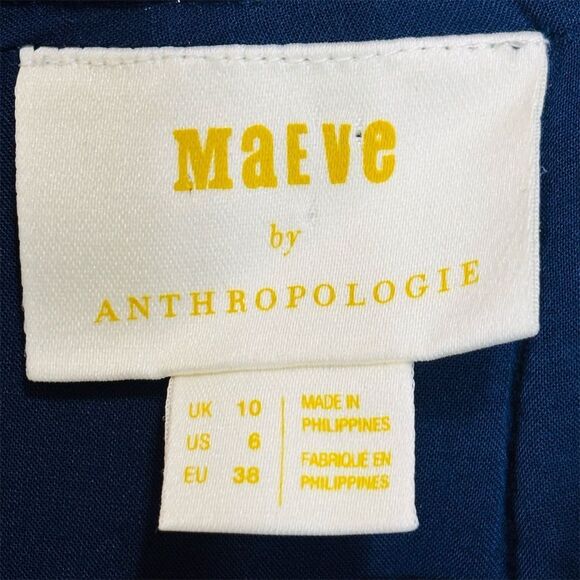 MaEve
by
ANTHROPOLOGIE
UK 10
US 6
EU 38
MADE IN
PHILIPPINES
FABRIQUÉ EN
PHILIPPINES